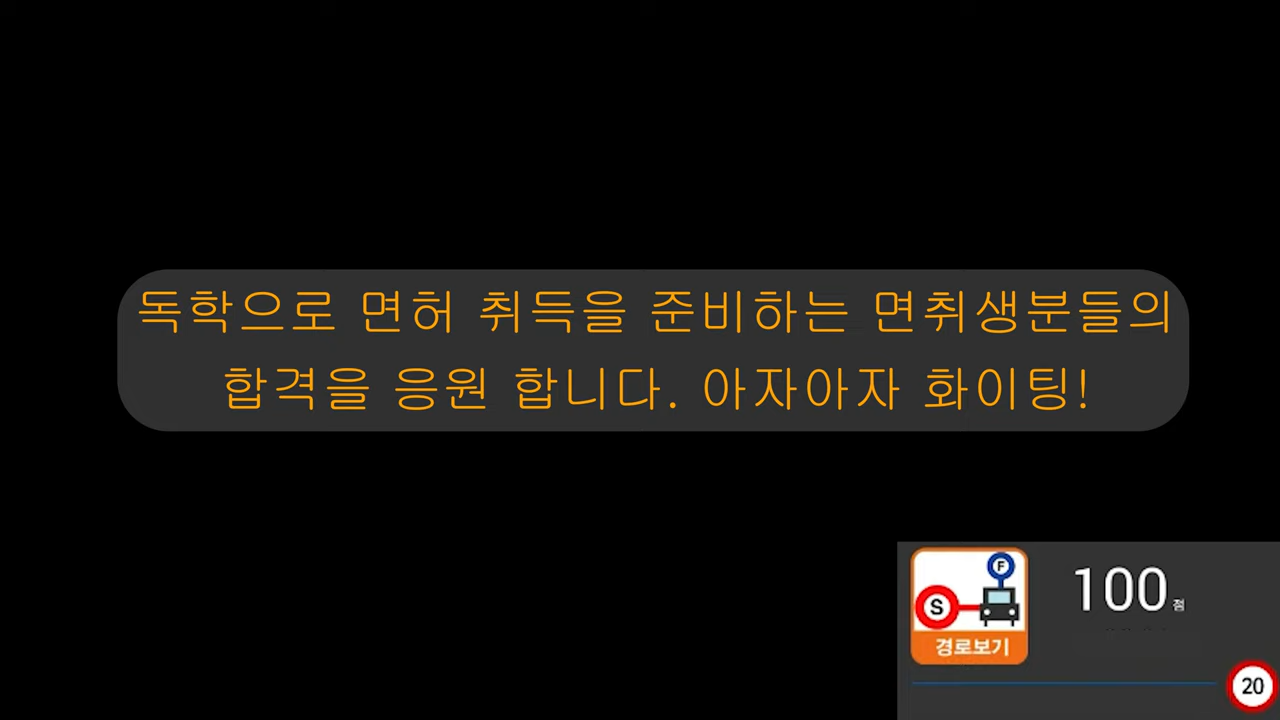 독학으로 면허 취득을 준비하는 면취생분들의
합격을 응원 합니다. 아자아자 화이팅!
F
S
100점
경로보기
20